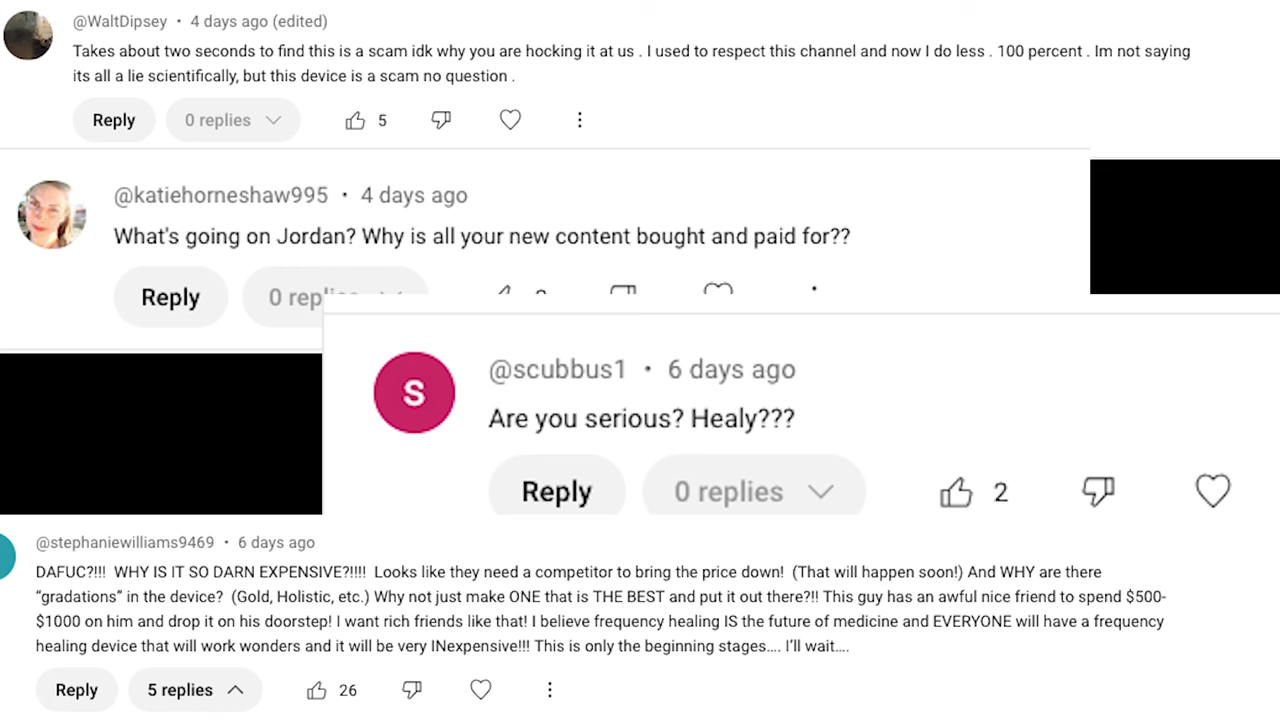 @WaltDipsey • 4 days ago (edited)
Takes about two seconds to find this is a scam idk why you are hocking it at us . I used to respect this channel and now I do less . 100 percent . Im not saying
its all a lie scientifically, but this device is a scam no question .
Reply 0 replies 5
@katiehorneshaw995 • 4 days ago
What's going on Jordan? Why is all your new content bought and paid for??
Reply 0
@scubbus1 • 6 days ago
S
Are you serious? Healy???
Reply 0 replies 2
@stephaniewilliams9469 • 6 days ago
DAFUC?!!! WHY IS IT SO DARN EXPENSIVE?!!!! Looks like they need a competitor to bring the price down! (That will happen soon!) And WHY are there
“gradations” in the device? (Gold, Holistic, etc.) Why not just make ONE that is THE BEST and put it out there?!! This guy has an awful nice friend to spend $500-
$1000 on him and drop it on his doorstep! I want rich friends like that! I believe frequency healing IS the future of medicine and EVERYONE will have a frequency
healing device that will work wonders and it will be very INexpensive!!! This is only the beginning stages.... I’ll wait....
Reply 5 replies 26